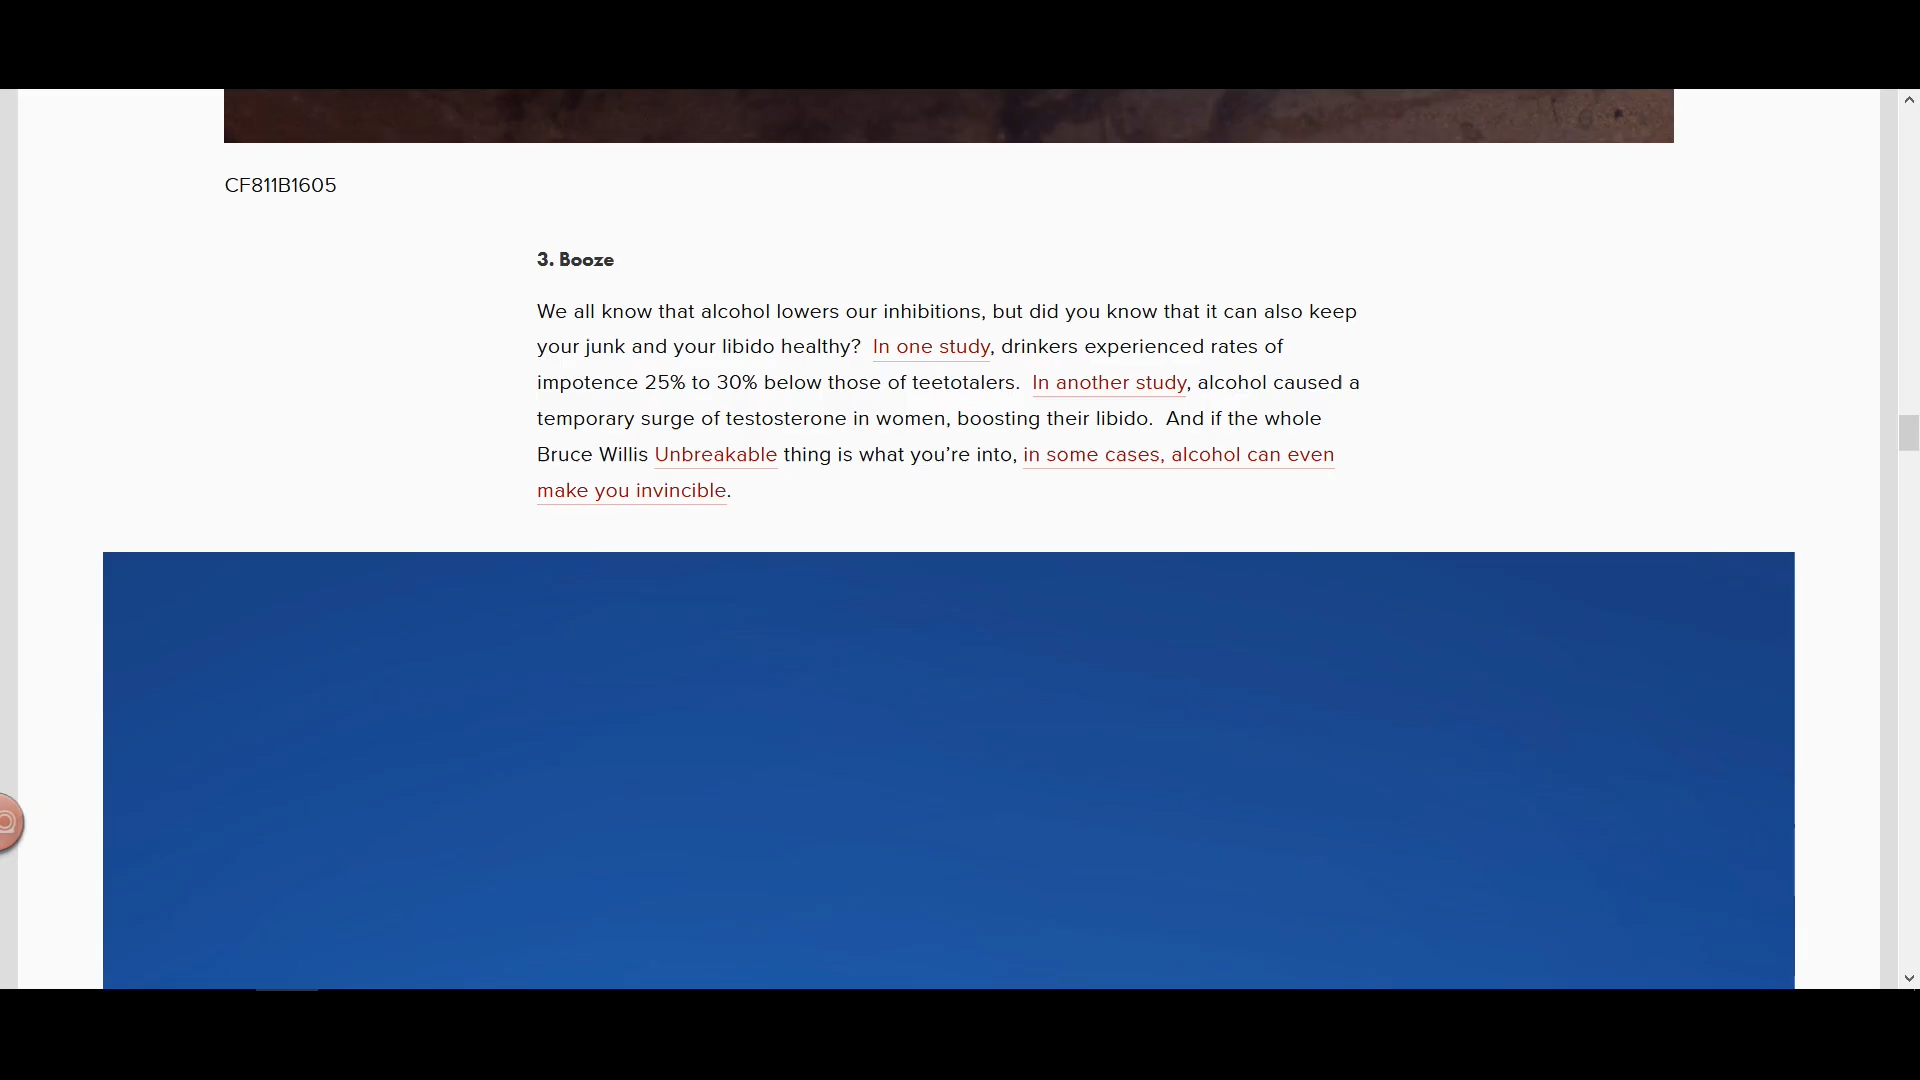 CF811B1605
3. Booze
We all know that alcohol lowers our inhibitions, but did you know that it can also keep
your junk and your libido healthy?  In one study, drinkers experienced rates of
impotence 25% to 30% below those of teetotalers.  In another study, alcohol caused a
temporary surge of testosterone in women, boosting their libido.  And if the whole
Bruce Willis Unbreakable thing is what you’re into, in some cases, alcohol can even
make you invincible.